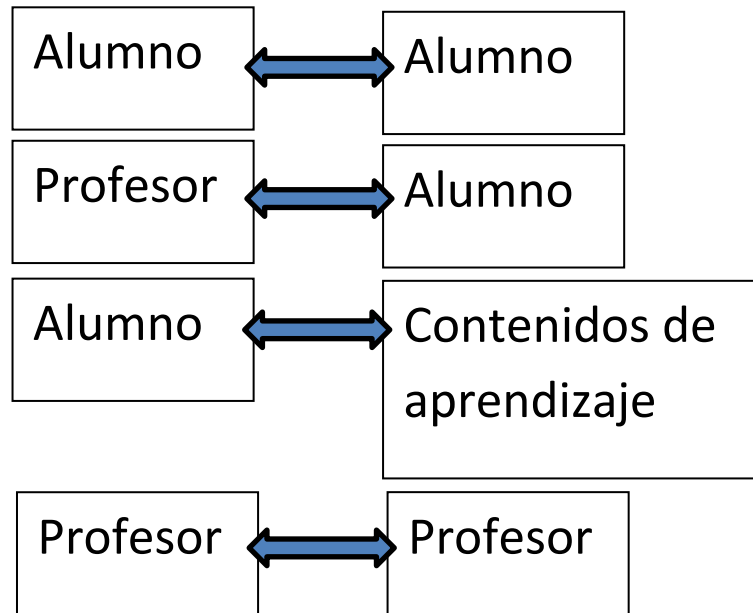 Alumno
Alumno
Profesor
Alumno
Alumno
Contenidos de
aprendizaje
Profesor
Profesor